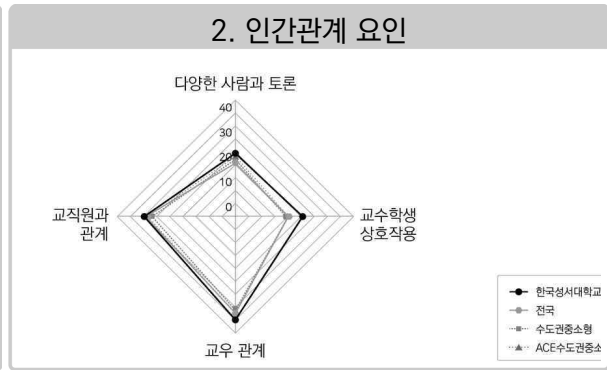 2. 인간관계 요인
다양한 사람과 토론
40
30
20
10
0
교직원과
관계
교수학생
상호작용
교우 관계
한국성서대학교
전국
수도권중소형
ACE수도권중소